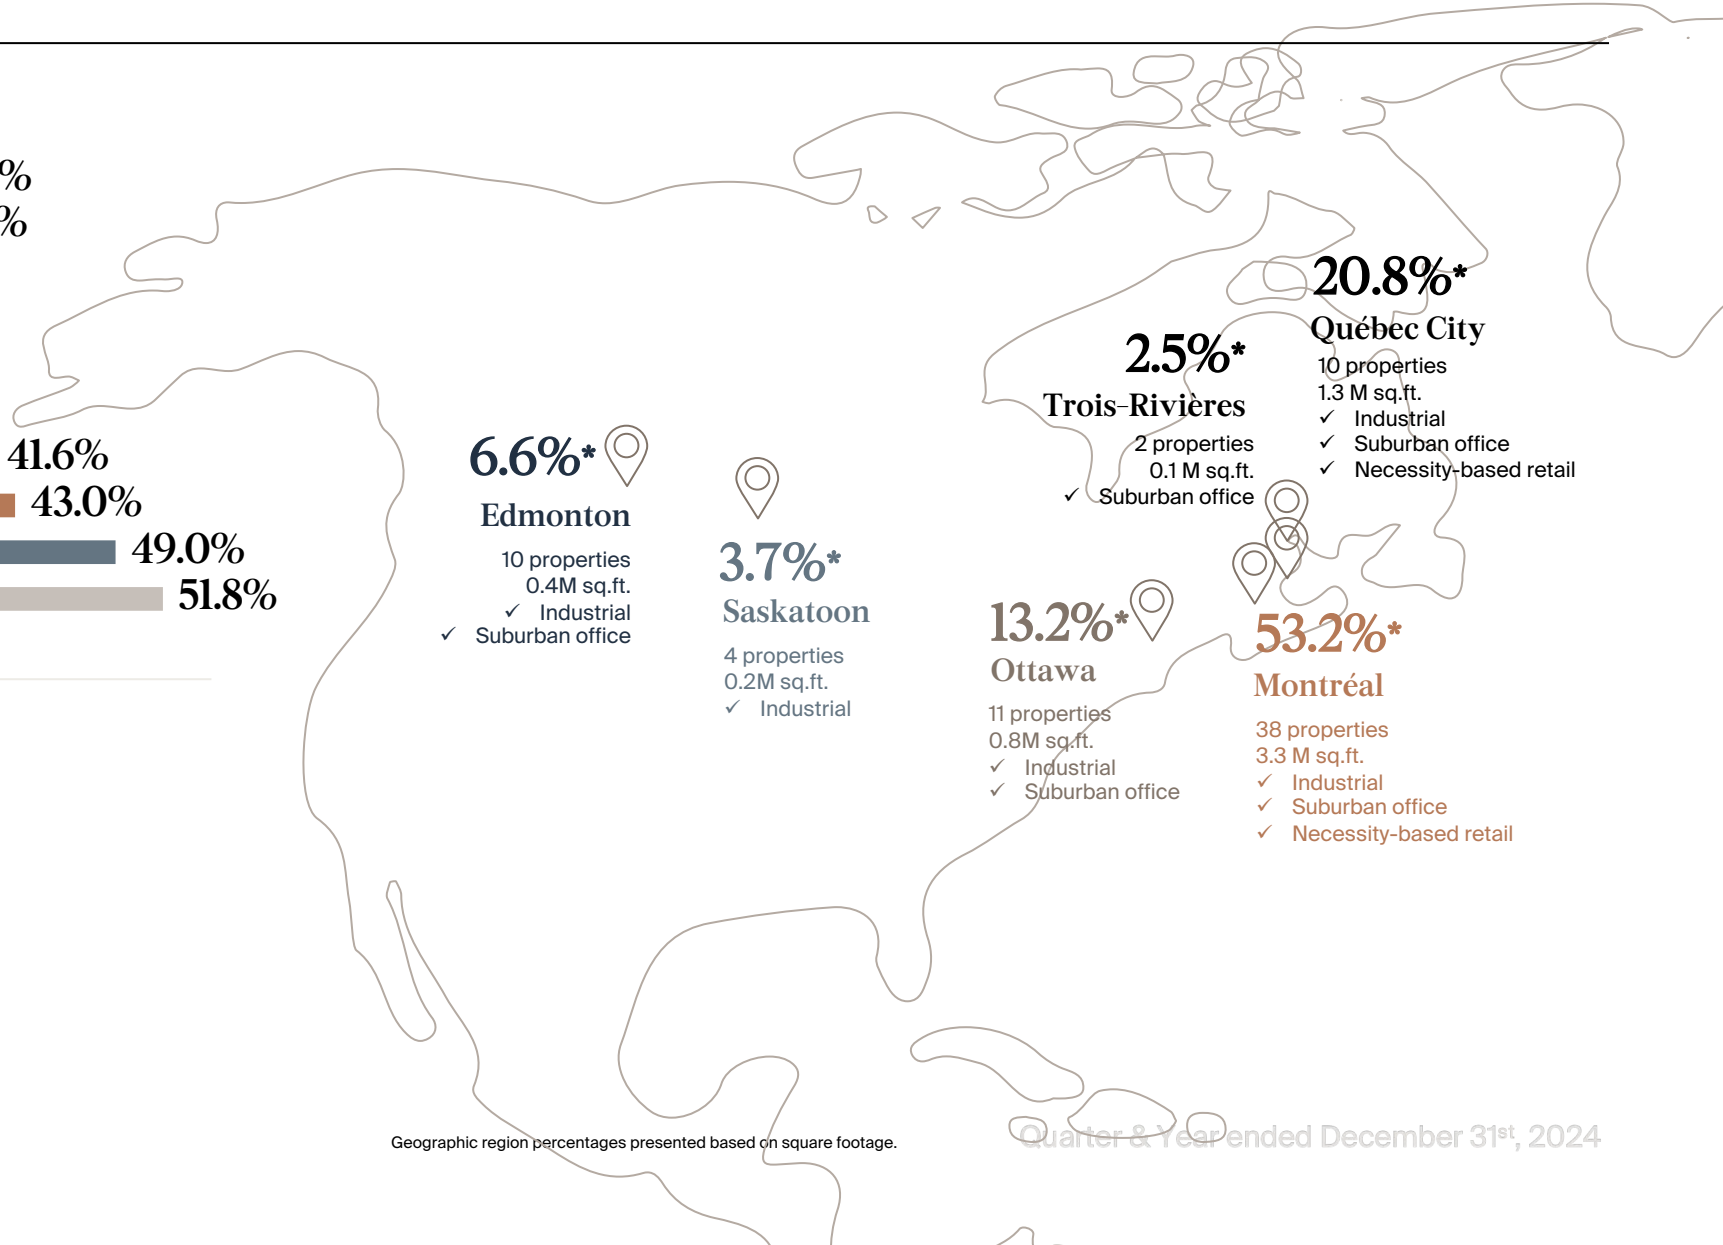 %
%
41.6%
43.0%
49.0%
51.8%
20.8%*
Québec City
10 properties
1.3 M sq.ft.
✓ Industrial
✓ Suburban office
✓ Necessity-based retail
2.5%*
Trois-Rivières
2 properties
0.1 M sq.ft.
✓ Suburban office
6.6%*
Edmonton
10 properties
0.4M sq.ft.
✓ Industrial
✓ Suburban office
3.7%*
Saskatoon
4 properties
0.2M sq.ft.
✓ Industrial
13.2%*
Ottawa
11 properties
0.8M sq.ft.
✓ Industrial
✓ Suburban office
53.2%*
Montréal
38 properties
3.3 M sq.ft.
✓ Industrial
✓ Suburban office
✓ Necessity-based retail
Geographic region percentages presented based on square footage.
Quarter & Year ended December 31st, 2024